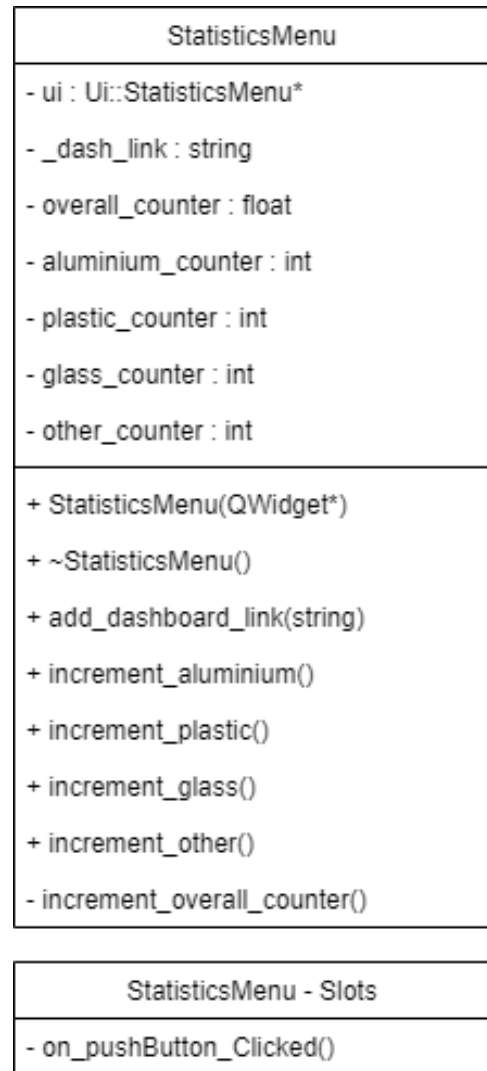 StatisticsMenu
- ui : Ui::StatisticsMenu*
- _dash_link : string
- overall_counter : float
- aluminium_counter : int
- plastic_counter : int
- glass_counter : int
- other_counter : int
+ StatisticsMenu(QWidget*)
+ ~StatisticsMenu()
+ add_dashboard_link(string)
+ increment_aluminium()
+ increment_plastic()
+ increment_glass()
+ increment_other()
- increment_overall_counter()
StatisticsMenu - Slots
- on_pushButton_Clicked()